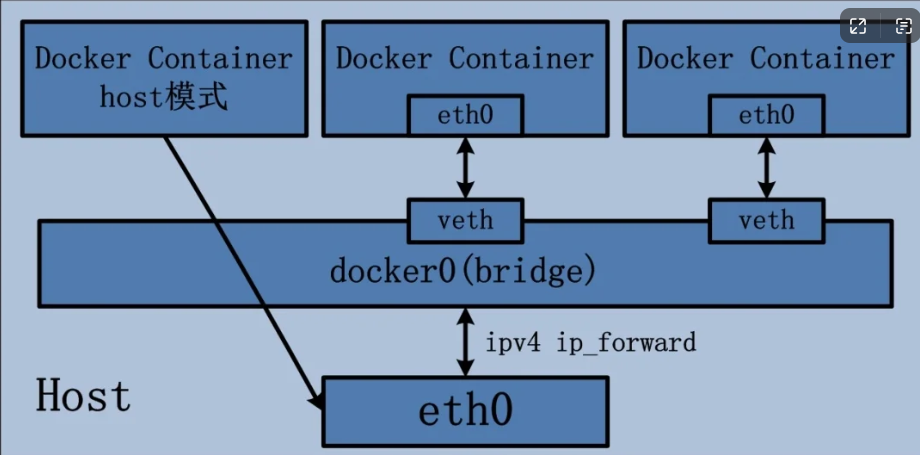 Docker Container
host模式
Docker Container
eth0
Docker Container
eth0
veth
veth
docker0(bridge)
ipv4 ip_forward
Host
eth0